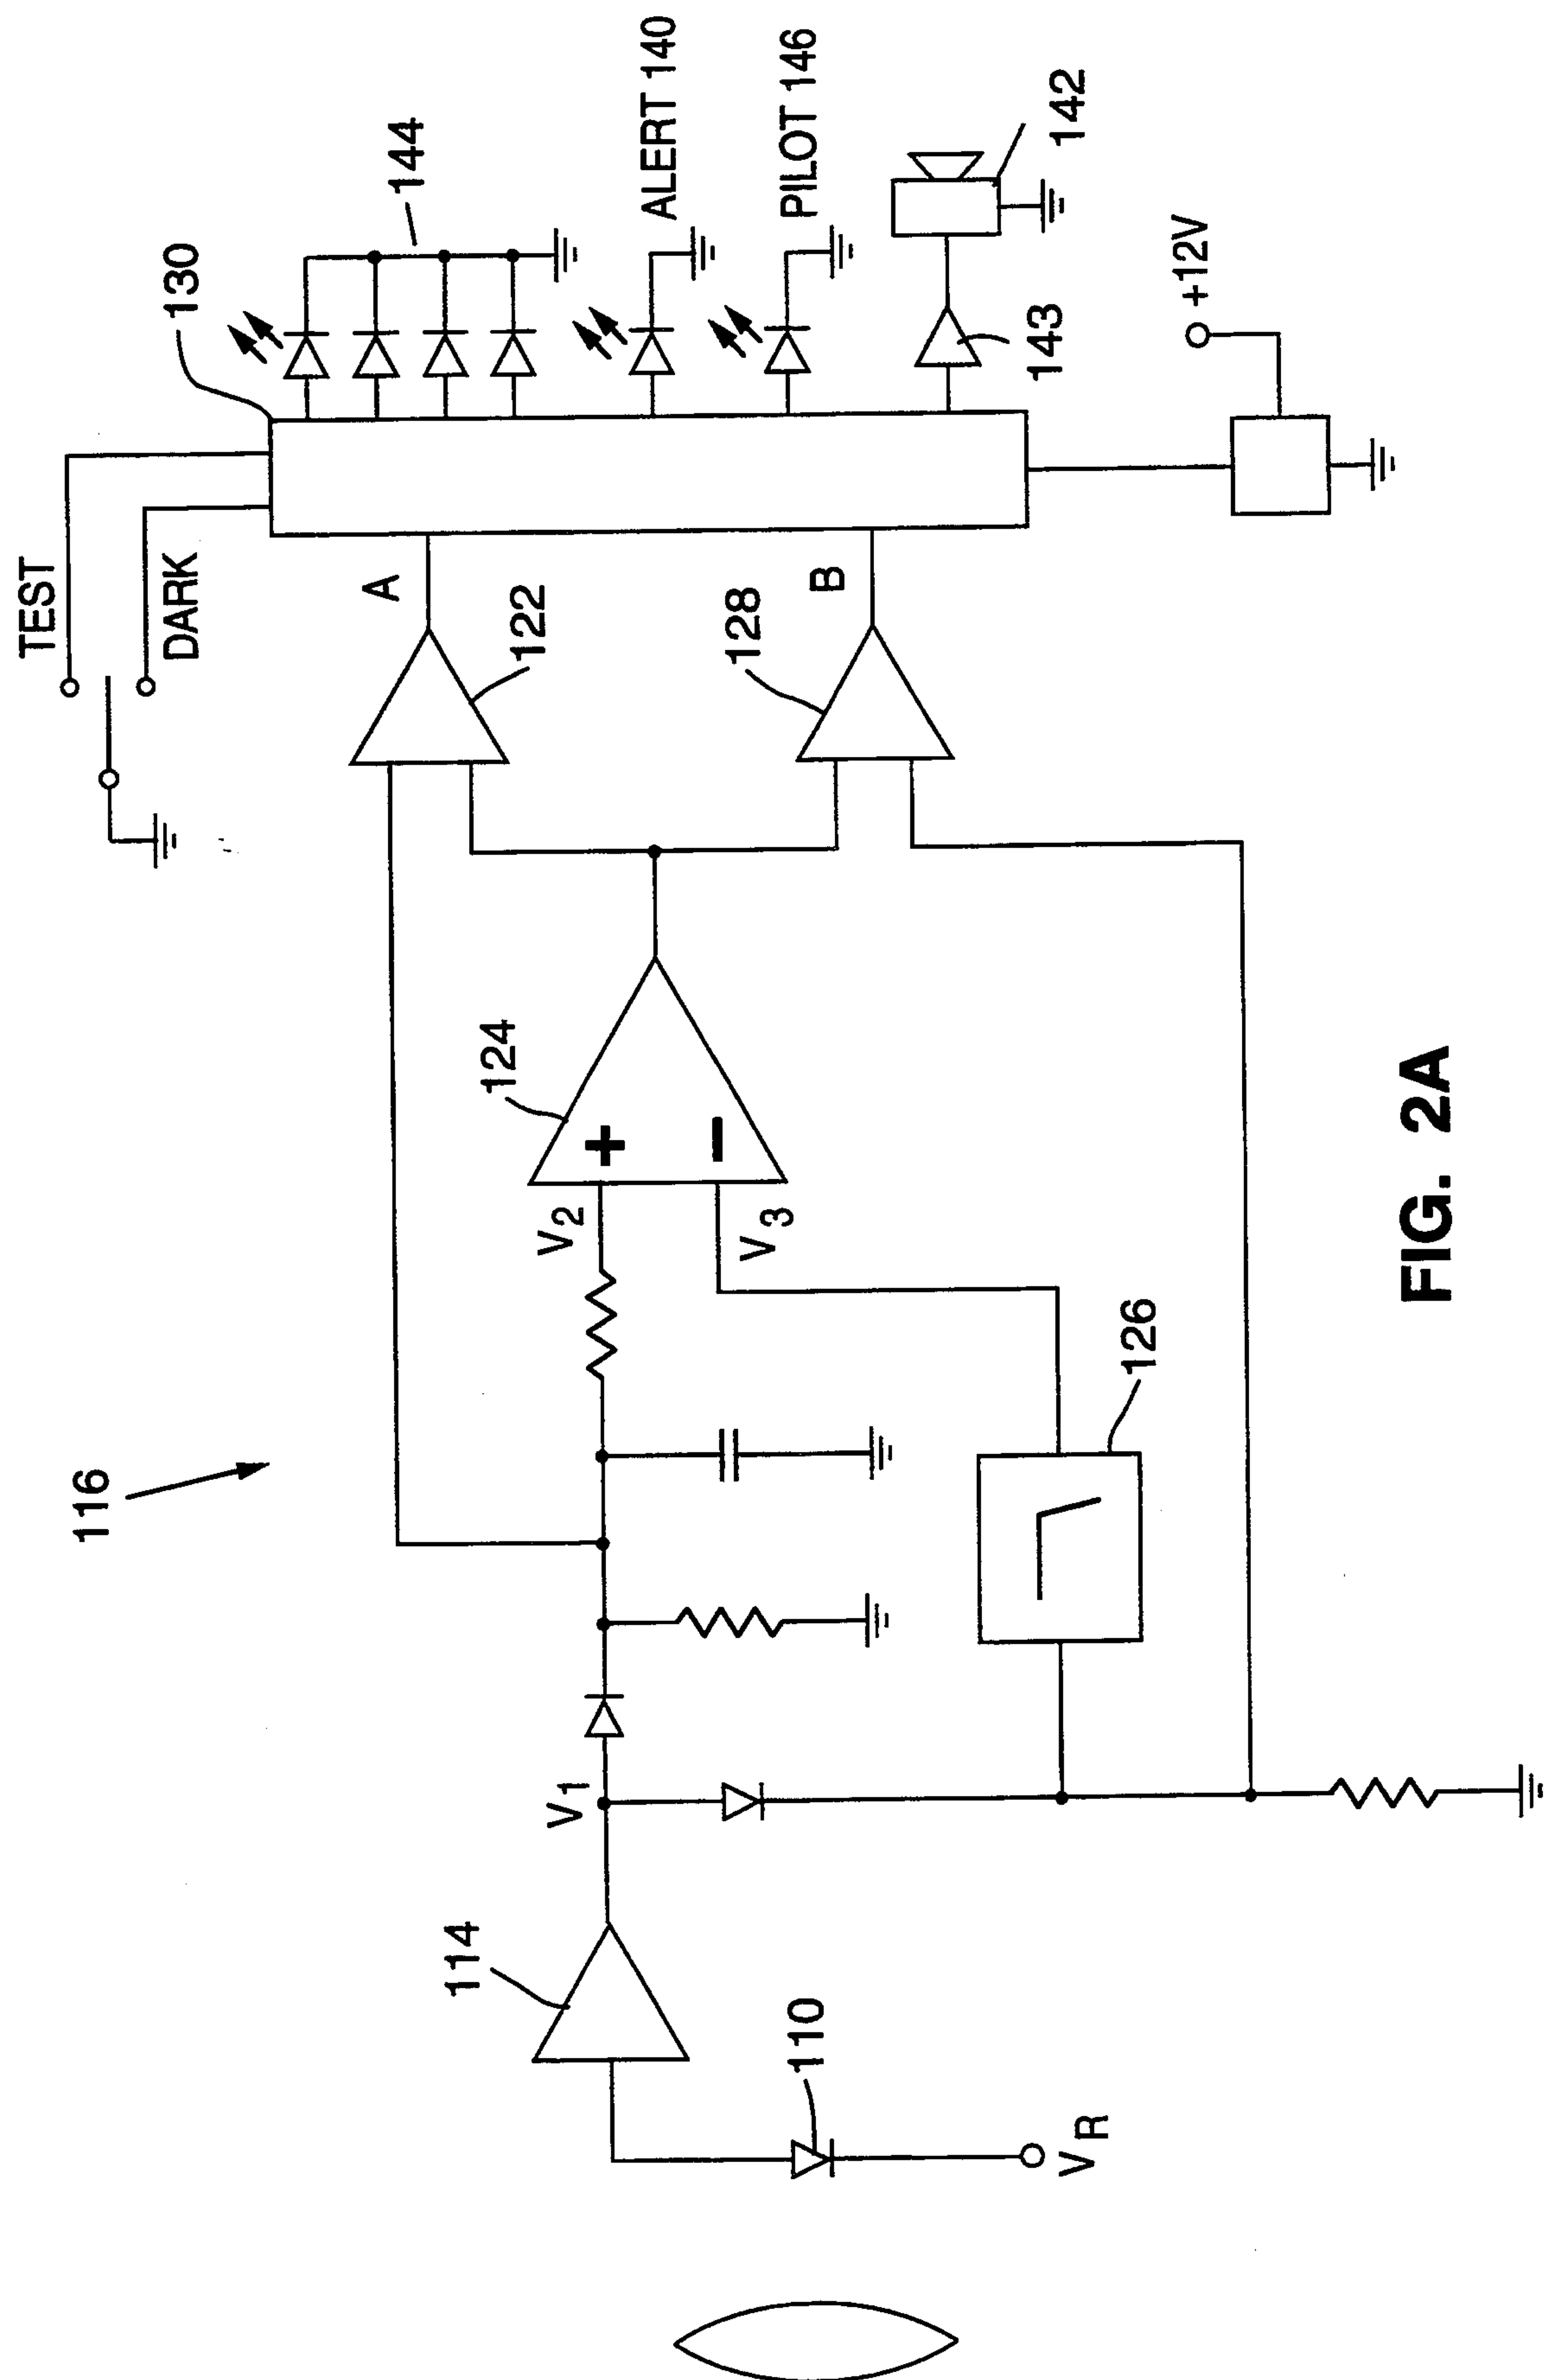 116
TEST
DARK
130
144
ALERT 140
PILOT 146
142
143
+12V
A
122
B
128
124
+
−
V2
V3
V1
126
114
110
VR
FIG. 2A